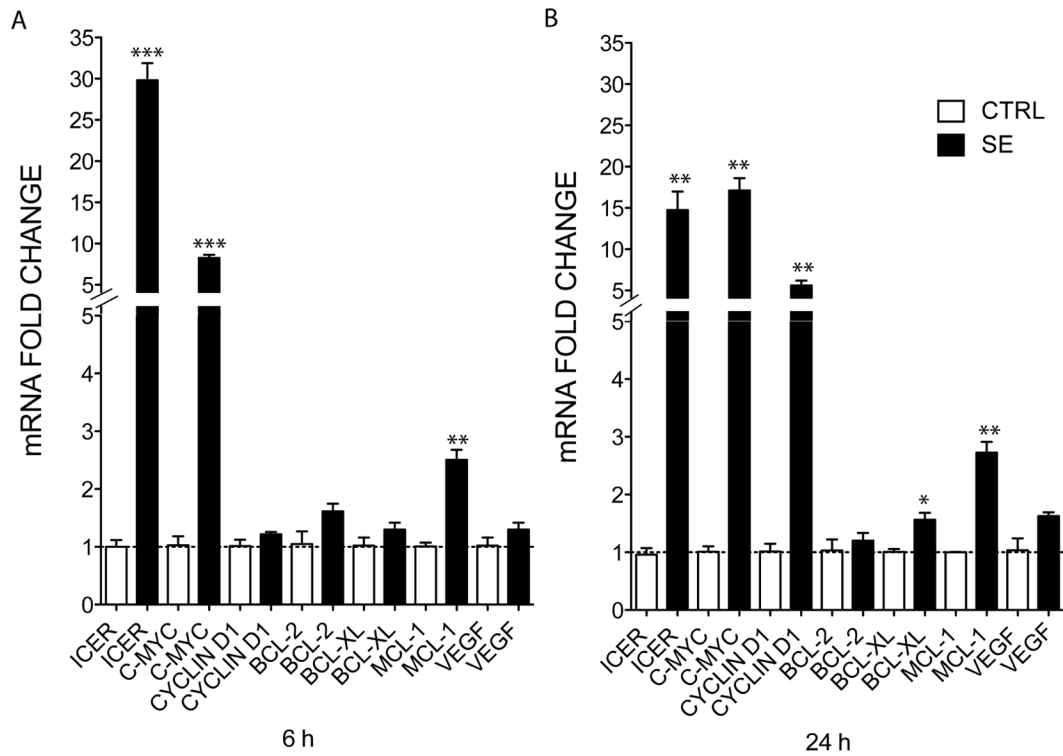 A
mRNA FOLD CHANGE
35
30
25
20
15
10
5
5
4
3
2
1
0
***
***
**
ICER
ICER
C-MYC
C-MYC
CYCLIN D1
CYCLIN D1
BCL-2
BCL-2
BCL-XL
BCL-XL
MCL-1
MCL-1
VEGF
VEGF
6 h
B
CTRL
SE
mRNA FOLD CHANGE
35
30
25
20
15
10
5
5
4
3
2
1
0
**
**
**
*
**
ICER
ICER
C-MYC
C-MYC
CYCLIN D1
CYCLIN D1
BCL-2
BCL-2
BCL-XL
BCL-XL
MCL-1
MCL-1
VEGF
VEGF
24 h